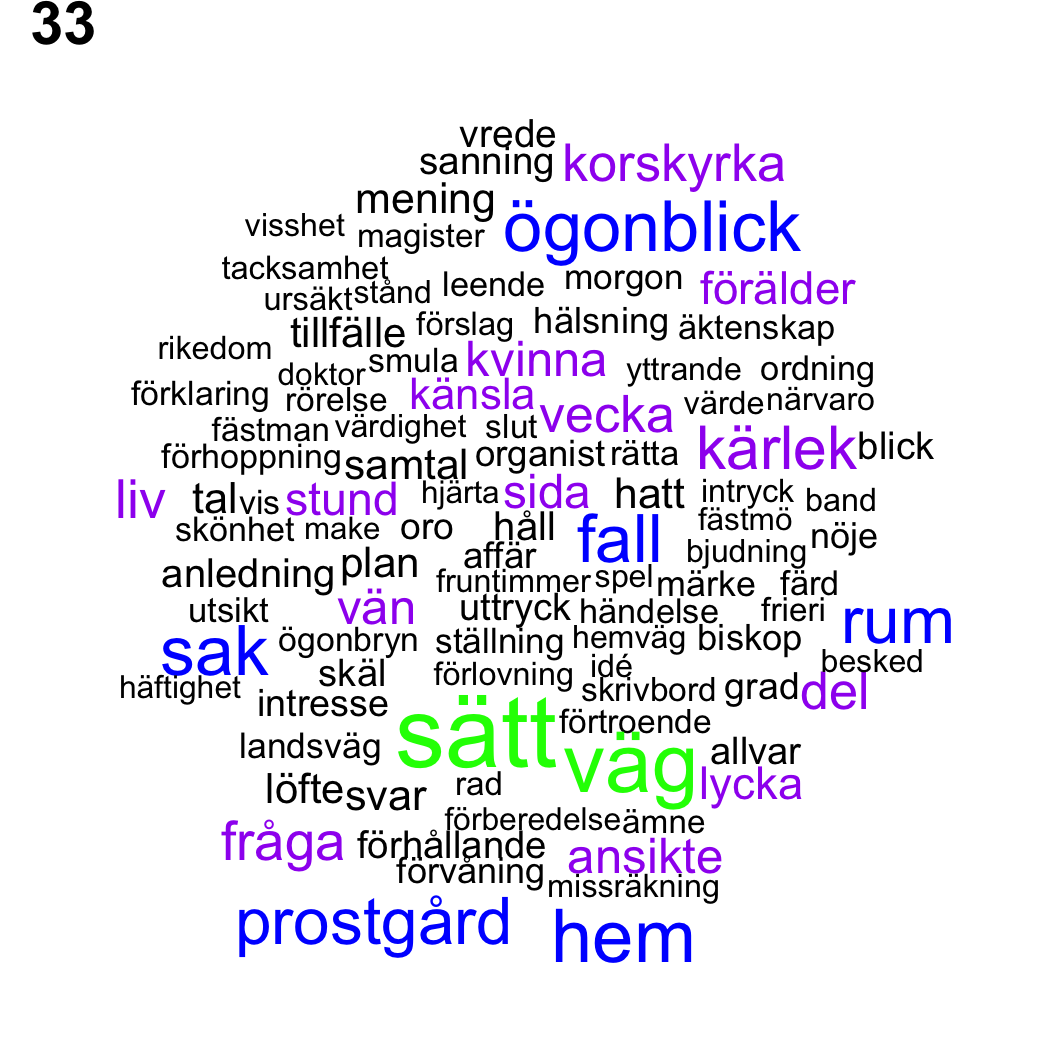 33
vrede
sanning korskyrka
mening
visshet magister ögonblick
tacksamhet
ursäkt stånd leende morgon förälder
tillfälle förslag hälsning äktenskap
rikedom doktor smula kvinna yttrande ordning
förklaring rörelse känsla vecka värde närvaro
fästman värdighet slut
förhoppning samtal organist rätta kärlek blick
liv tal vis stund hjärta sida hatt intryck band
skönhet make oro håll fall fästmö nöje
anledning plan affär bjudning
fruntimmer spel märke färd
utsikt vän uttryck händelse frieri rum
sak ögonbryn ställning hemväg biskop
häftighet skäl förlovning idé besked
intresse skrivbord grad del
landsväg sätt förtroende
väg allvar
löfte svar rad lycka
förberedelse ämne
fråga förhållande ansikte
förvåning missräkning
prostgård hem